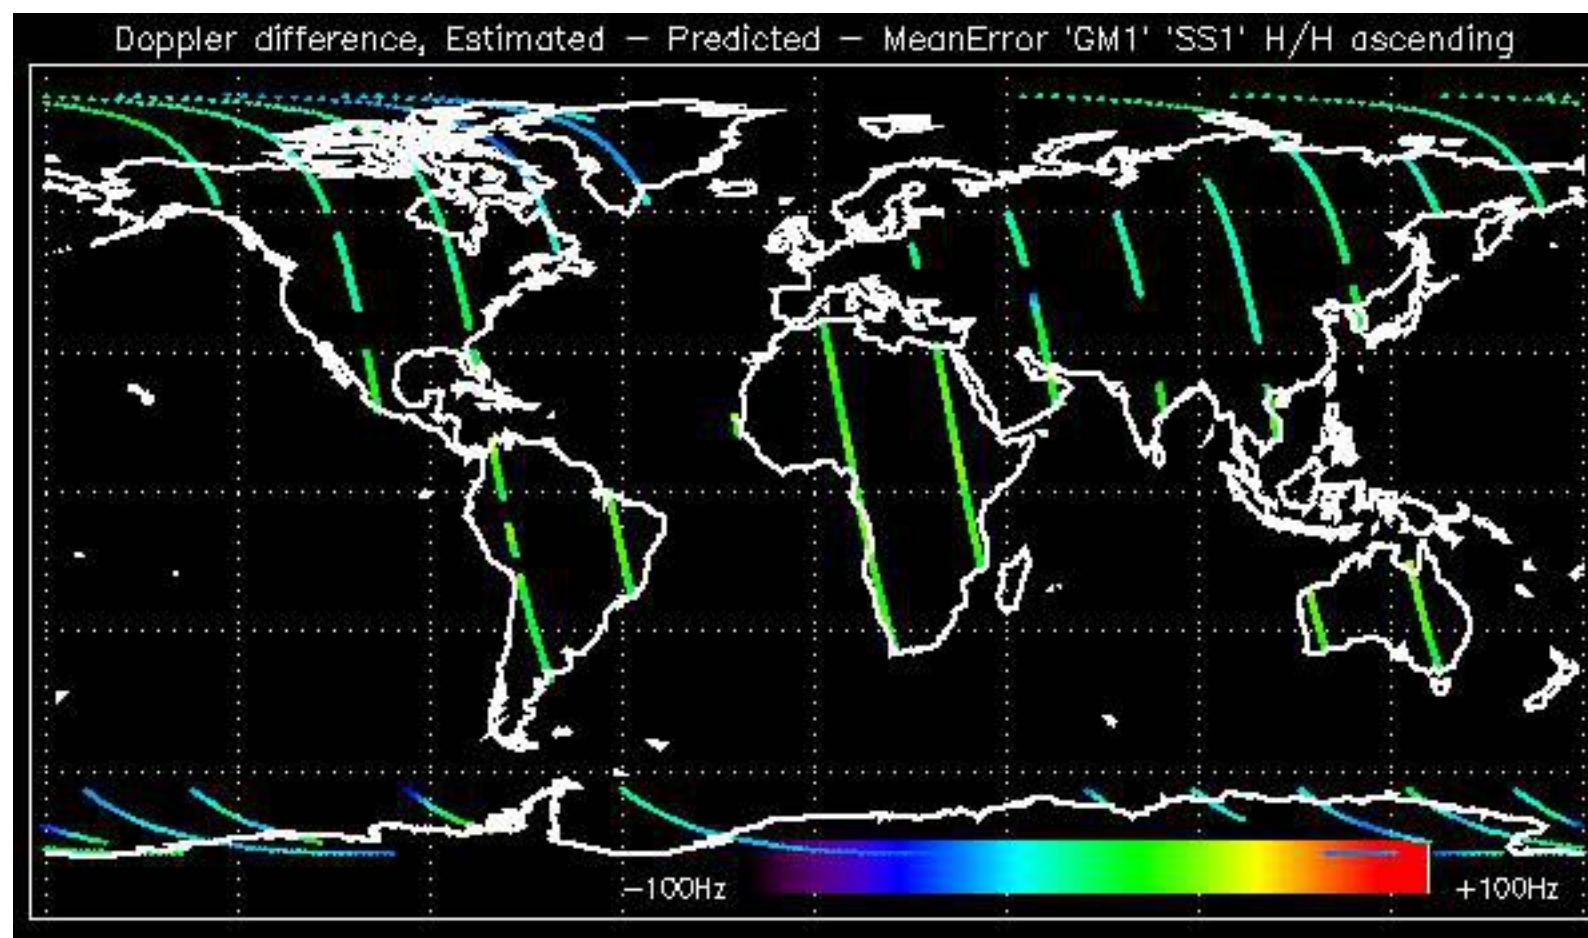 Doppler difference, Estimated – Predicted – MeanError 'GM1' 'SS1' H/H ascending
−100Hz +100Hz